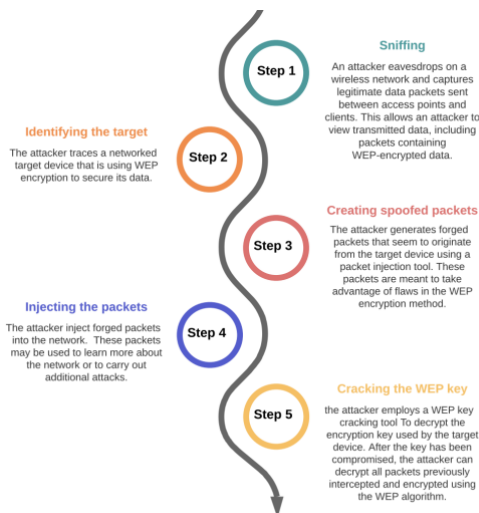 Step 1
Sniffing
An attacker eavesdrops on a
wireless network and captures
legitimate data packets sent
between access points and
clients. This allows an attacker to
view transmitted data, including
packets containing
WEP-encrypted data.
Step 2
Identifying the target
The attacker traces a networked
target device that is using WEP
encryption to secure its data.
Step 3
Creating spoofed packets
The attacker generates forged
packets that seem to originate
from the target device using a
packet injection tool. These
packets are meant to take
advantage of flaws in the WEP
encryption method.
Step 4
Injecting the packets
The attacker inject forged packets
into the network. These packets
may be used to learn more about
the network or to carry out
additional attacks.
Step 5
Cracking the WEP key
the attacker employs a WEP key
cracking tool To decrypt the
encryption key used by the target
device. After the key has been
compromised, the attacker can
decrypt all packets previously
intercepted and encrypted using
the WEP algorithm.